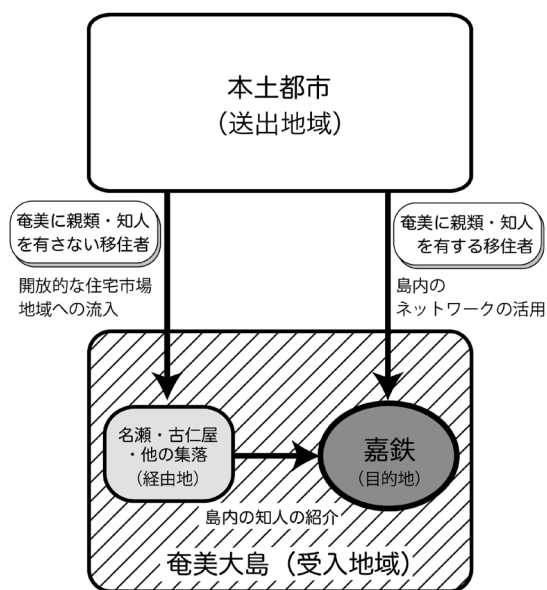 本土都市
（送出地域）
奄美に親類・知人
を有さない移住者
開放的な住宅市場
地域への流入
奄美に親類・知人
を有する移住者
島内の
ネットワークの活用
名瀬・古仁屋
・他の集落
（経由地）
嘉鉄
（目的地）
島内の知人の紹介
奄美大島（受入地域）